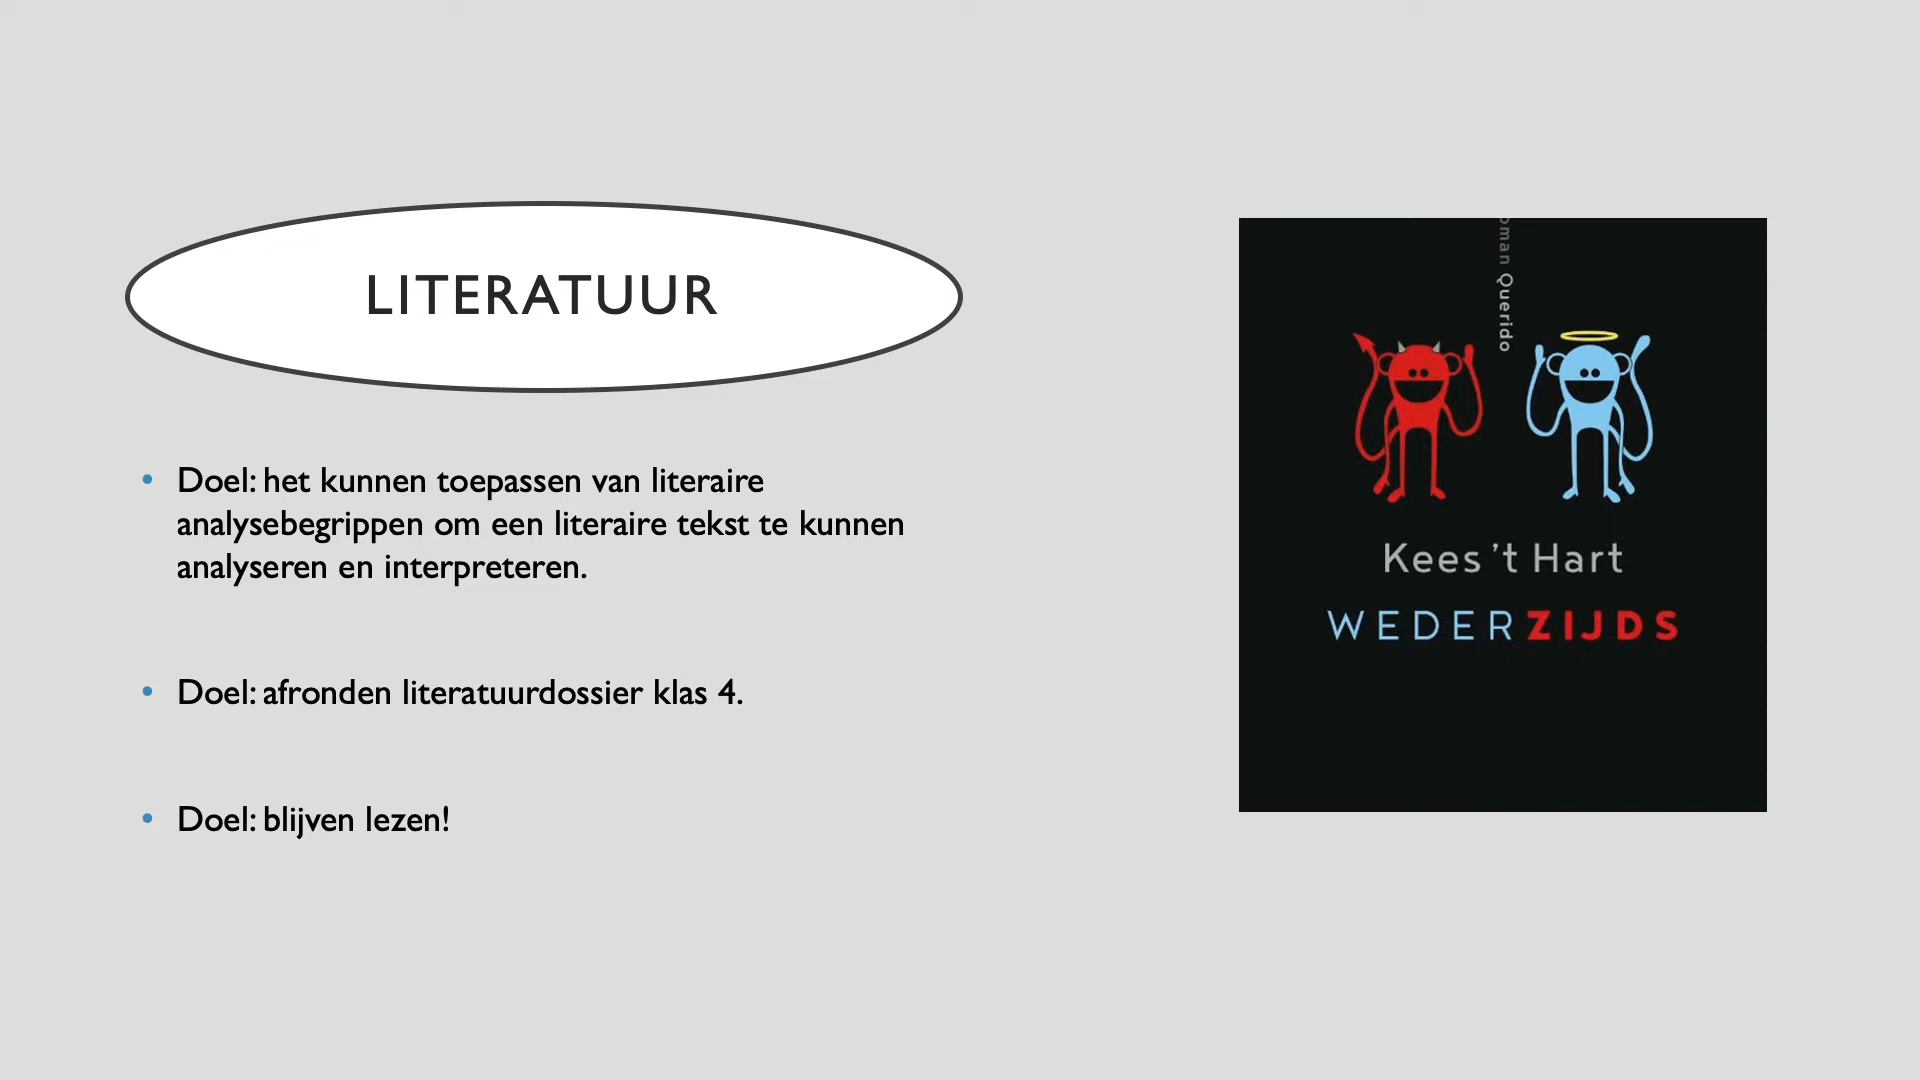 LITERATUUR
Doel: het kunnen toepassen van literaire
analysebegrippen om een literaire tekst te kunnen
analyseren en interpreteren.
Doel: afronden literatuurdossier klas 4.
Doel: blijven lezen!
Querido
Kees 't Hart
WEDERZIJDS